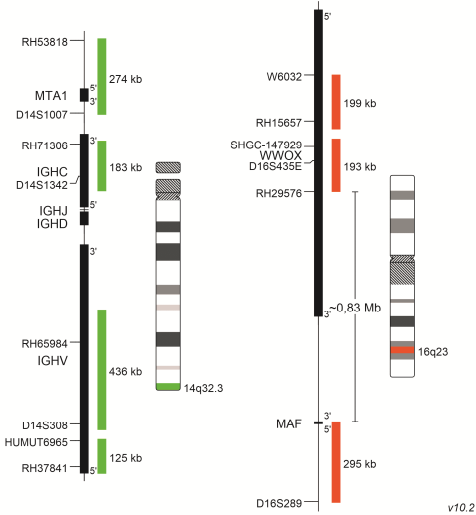 RH53818
274 kb
MTA1
5'
3'
D14S1007
RH71306
3'
183 kb
IGHC
D14S1342
5'
IGHJ
IGHD
3'
RH65984
IGHV
436 kb
14q32.3
D14S308
HUMUT6965
125 kb
RH37841
5'
5'
W6032
199 kb
RH15657
SHGC-147929
WWOX
D16S435E
193 kb
RH29576
3'
~0,83 Mb
16q23
MAF
3'
5'
295 kb
D16S289
v10.2